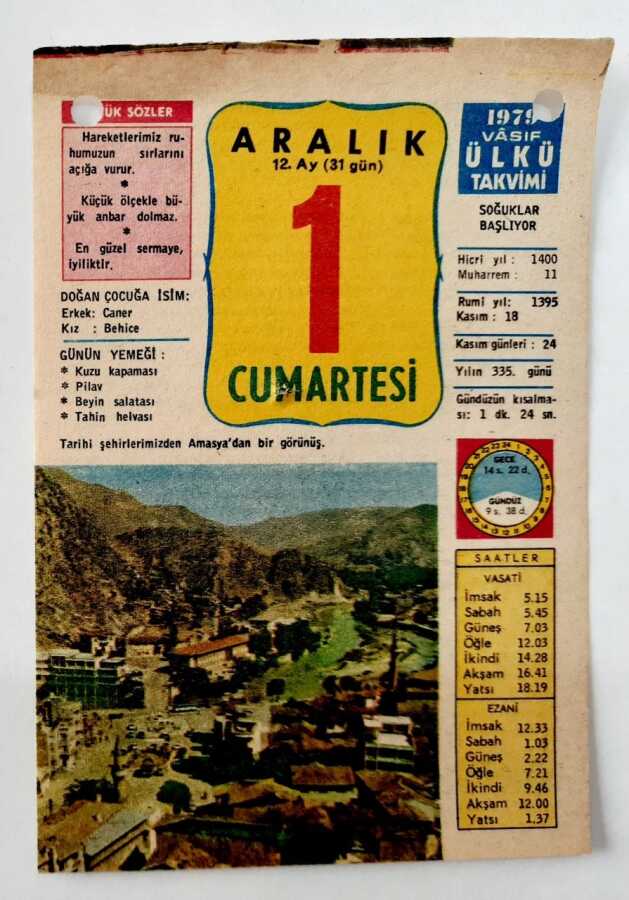 ÜK SÖZLER
Hareketlerimiz ru-
humuzun sırlarını
açığa vurur.
*
Küçük ölçekle bü-
yük anbar dolmaz.
*
En güzel sermaye,
iyiliktir.
DOĞAN ÇOCUĞA İSİM:
Erkek: Caner
Kız : Behice
GÜNÜN YEMEĞİ :
* Kuzu kapaması
* Pilav
* Beyin salatası
* Tahin helvası
ARALIK
12. Ay (31 gün)
1
CUMARTESİ
1979
VÂSIF
ÜLKÜ
TAKVİMİ
SOĞUKLAR
BAŞLIYOR
Hicri yıl : 1400
Muharrem : 11
Rumi yıl: 1395
Kasım : 18
Kasım günleri : 24
Yılın 335. günü
Gündüzün kısalma-
sı: 1 dk. 24 sn.
Tarihi şehirlerimizden Amasya'dan bir görünüş.
GECE
14 s. 22 d.
GÜNDÜZ
9 s. 38 d.
SAATLER
VASATİ
İmsak 5.15
Sabah 5.45
Güneş 7.03
Öğle 12.03
İkindi 14.28
Akşam 16.41
Yatsı 18.19
EZANİ
İmsak 12.33
Sabah 1.03
Güneş 2.22
Öğle 7.21
İkindi 9.46
Akşam 12.00
Yatsı 1.37